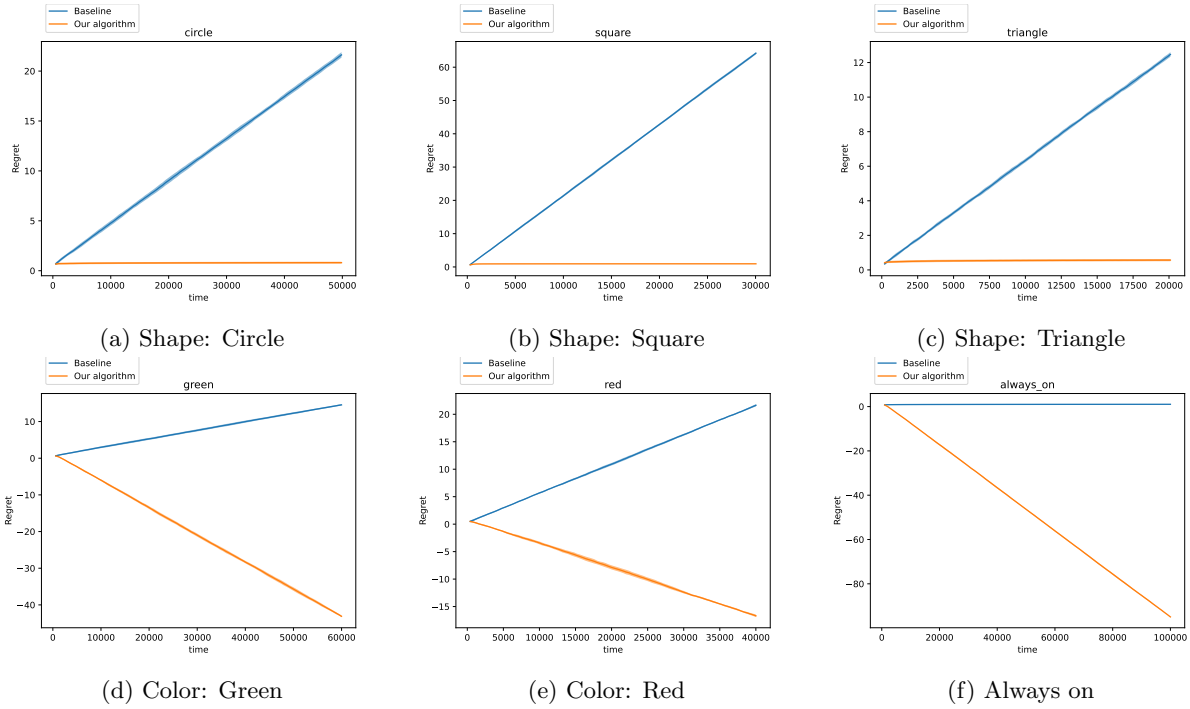 Baseline
Our algorithm
circle
Regret
20
15
10
5
0
0 10000 20000 30000 40000 50000
time
(a) Shape: Circle
Baseline
Our algorithm
square
Regret
60
50
40
30
20
10
0
0 5000 10000 15000 20000 25000 30000
time
(b) Shape: Square
Baseline
Our algorithm
triangle
Regret
12
10
8
6
4
2
0
0 2500 5000 7500 10000 12500 15000 17500 20000
time
(c) Shape: Triangle
Baseline
Our algorithm
green
Regret
10
0
−10
−20
−30
−40
0 10000 20000 30000 40000 50000 60000
time
(d) Color: Green
Baseline
Our algorithm
red
Regret
20
15
10
5
0
−5
−10
−15
0 5000 10000 15000 20000 25000 30000 35000 40000
time
(e) Color: Red
Baseline
Our algorithm
always_on
Regret
0
−20
−40
−60
−80
0 20000 40000 60000 80000 100000
time
(f) Always on